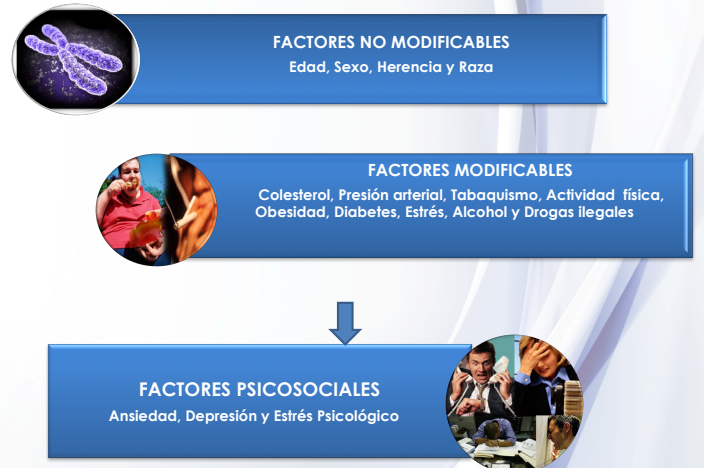 FACTORES NO MODIFICABLES
Edad, Sexo, Herencia y Raza
FACTORES MODIFICABLES
Colesterol, Presión arterial, Tabaquismo, Actividad física,
Obesidad, Diabetes, Estrés, Alcohol y Drogas ilegales
FACTORES PSICOSOCIALES
Ansiedad, Depresión y Estrés Psicológico